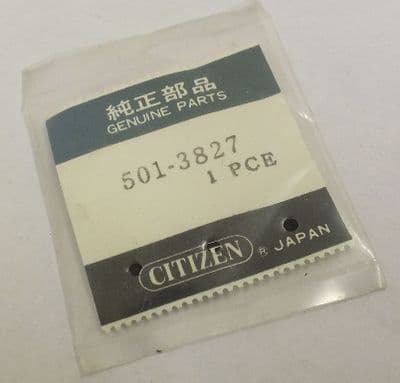 純正部品
GENUINE PARTS
501-3827
1 PCE
CITIZEN ® JAPAN